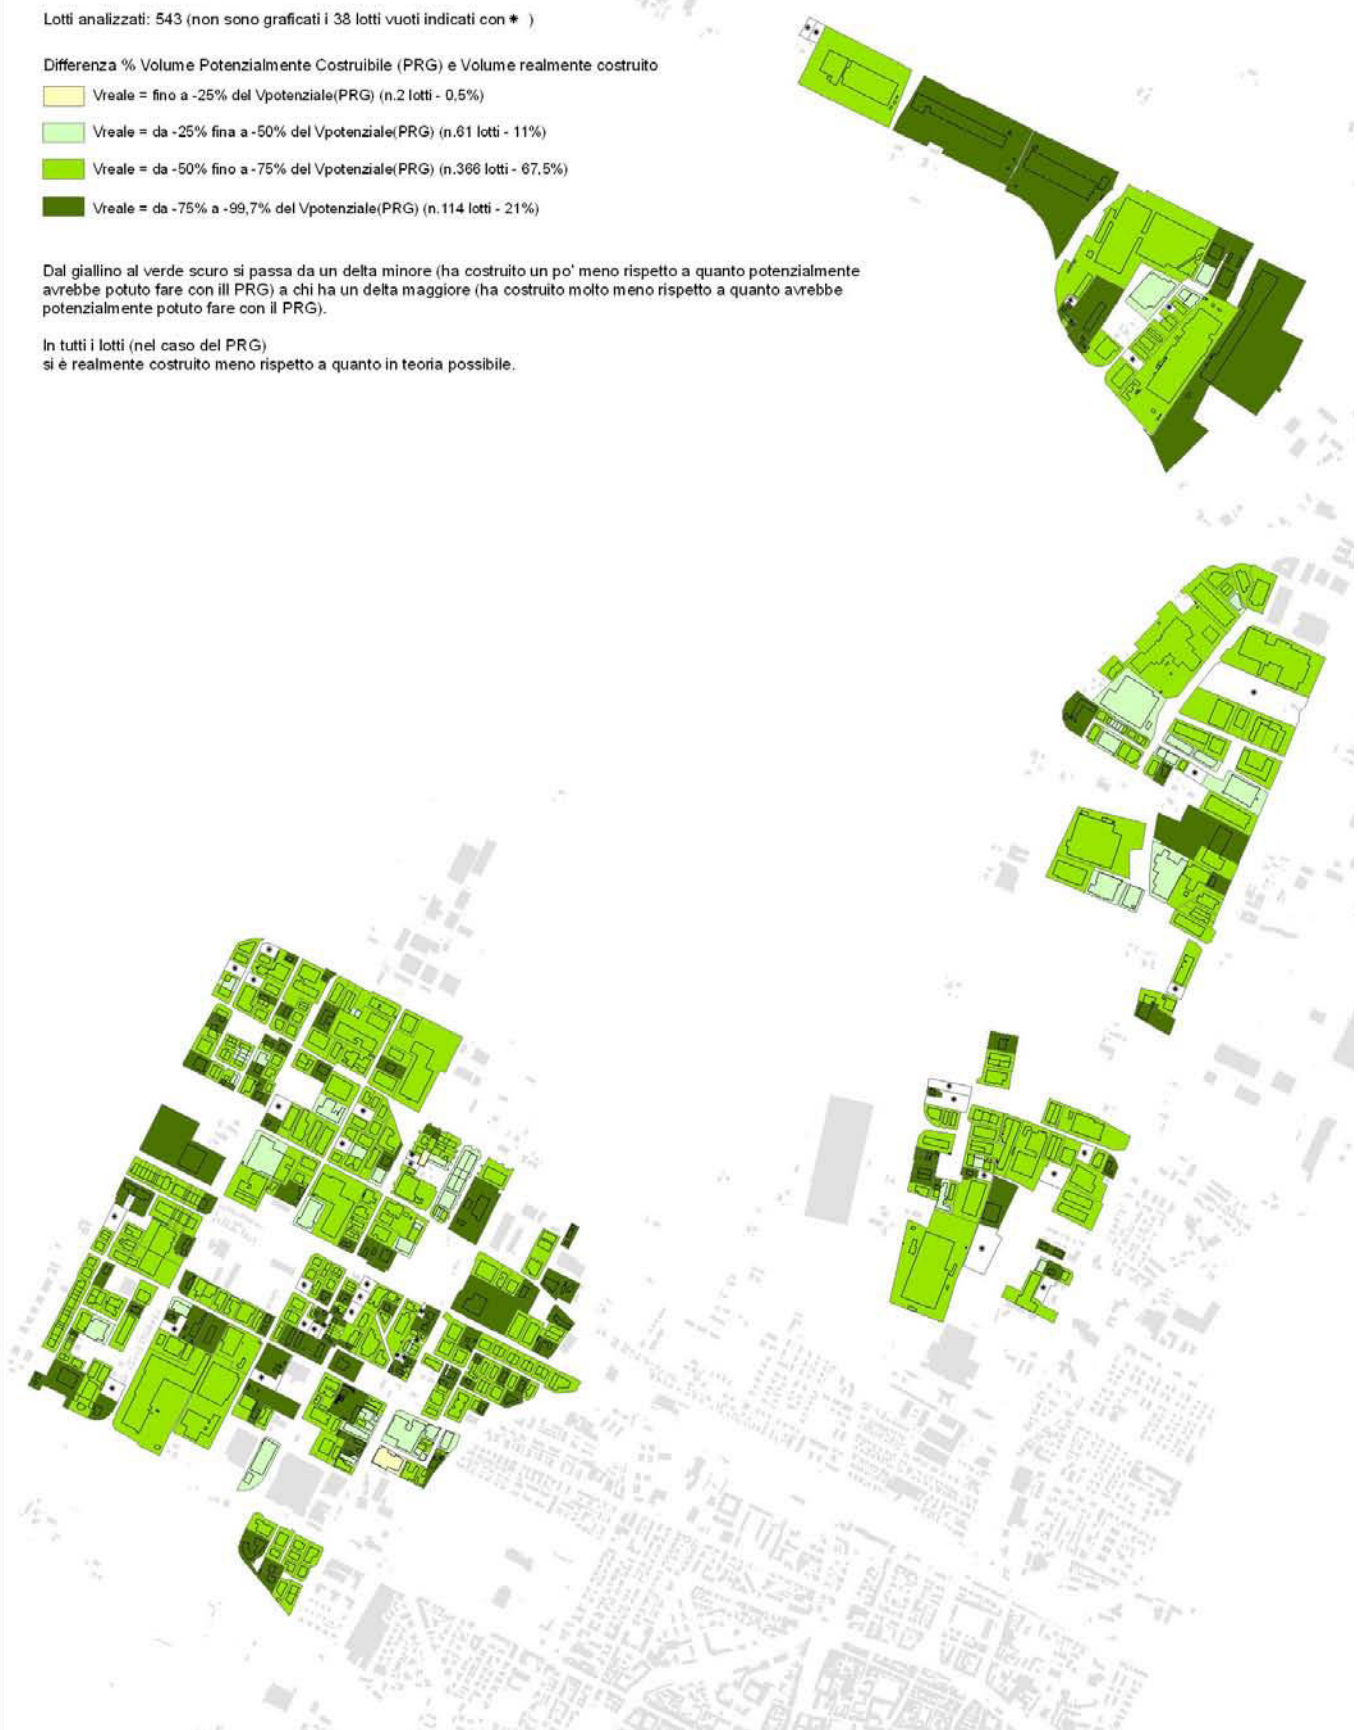 Lotti analizzati: 543 (non sono graficati i 38 lotti vuoti indicati con * )
Differenza % Volume Potenzialmente Costruibile (PRG) e Volume realmente costruito
Vreale = fino a -25% del Vpotenziale(PRG) (n.2 lotti - 0,5%)
Vreale = da -25% fina a -50% del Vpotenziale(PRG) (n.61 lotti - 11%)
Vreale = da -50% fino a -75% del Vpotenziale(PRG) (n.366 lotti - 67,5%)
Vreale = da -75% a -99,7% del Vpotenziale(PRG) (n.114 lotti - 21%)
Dal giallino al verde scuro si passa da un delta minore (ha costruito un po' meno rispetto a quanto potenzialmente
avrebbe potuto fare con ill PRG) a chi ha un delta maggiore (ha costruito molto meno rispetto a quanto avrebbe
potenzialmente potuto fare con il PRG).
In tutti i lotti (nel caso del PRG)
si è realmente costruito meno rispetto a quanto in teoria possibile.